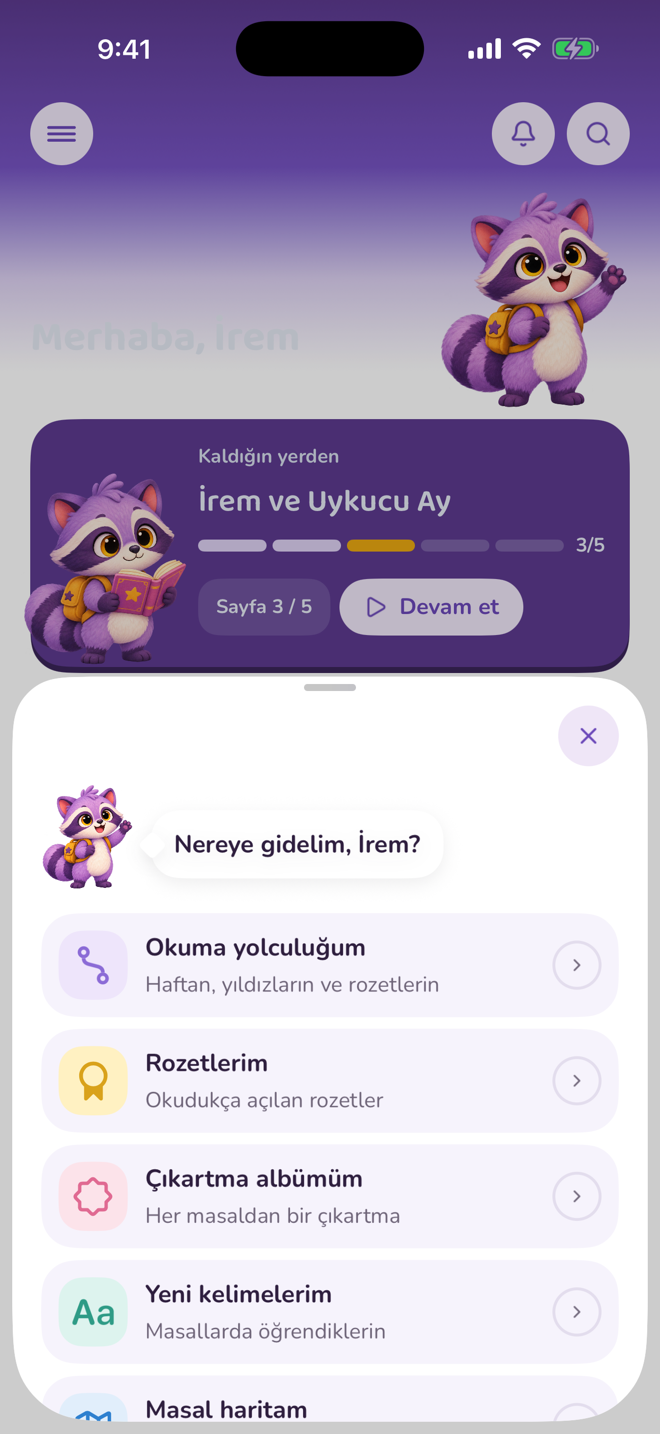 9:41
Merhaba, İrem
Kaldığın yerden
İrem ve Uykucu Ay
3/5
Sayfa 3 / 5
Devam et
Nereye gidelim, İrem?
Okuma yolculuğum
Haftan, yıldızların ve rozetlerin
Rozetlerim
Okudukça açılan rozetler
Çıkartma albümüm
Her masaldan bir çıkartma
Aa
Yeni kelimelerim
Masallarda öğrendiklerin
Masal haritam